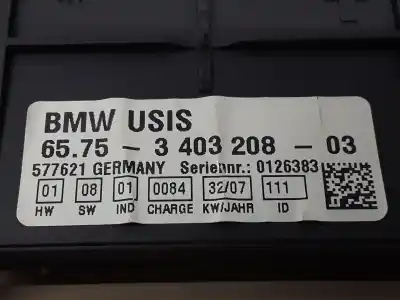 BMW USIS
65.75 - 3 403 208 - 03
577621 GERMANY Seriennr.: 0126383
01 08 01 0084 32/07 111
HW SW IND CHARGE KW/JAHR ID